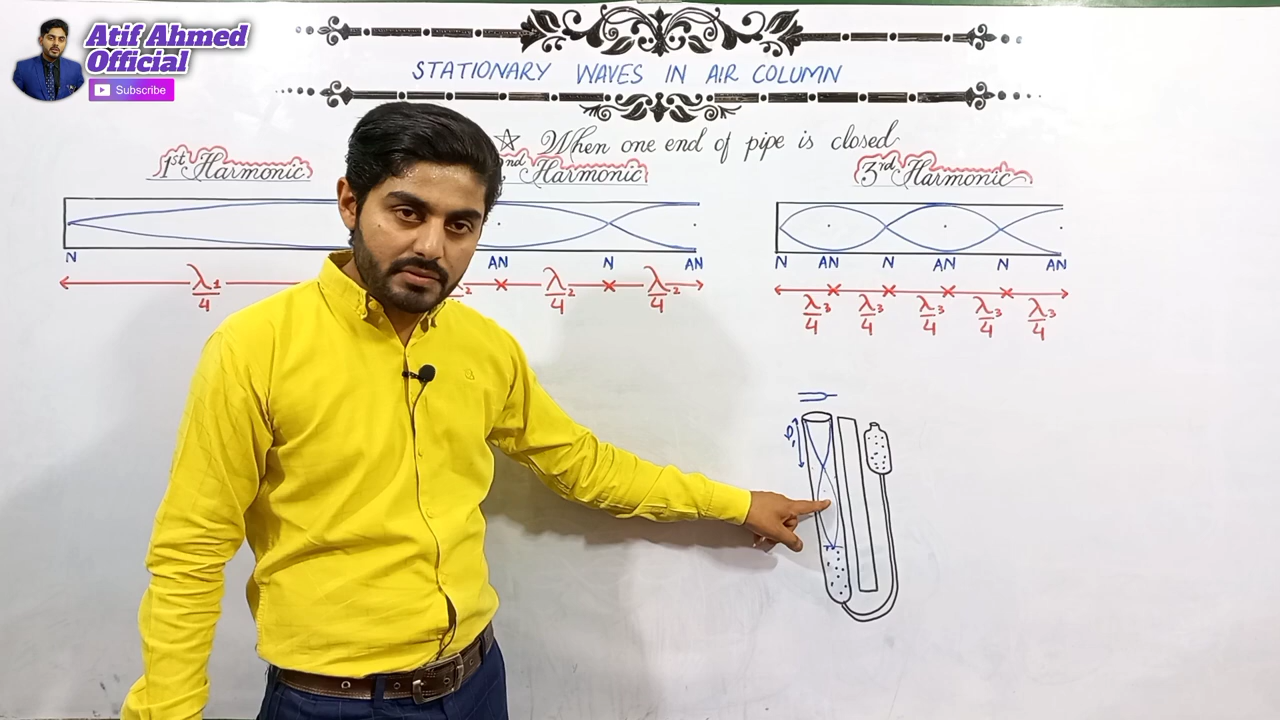 Atif Ahmed
Official
Subscribe
STATIONARY WAVES IN AIR COLUMN
☆ When one end of pipe is closed
1st Harmonic
nd Harmonic
3rd Harmonic
N AN N AN
N AN N AN N AN
λ1/4 λ2/4 λ2/4
λ3/4 λ3/4 λ3/4 λ3/4 λ3/4